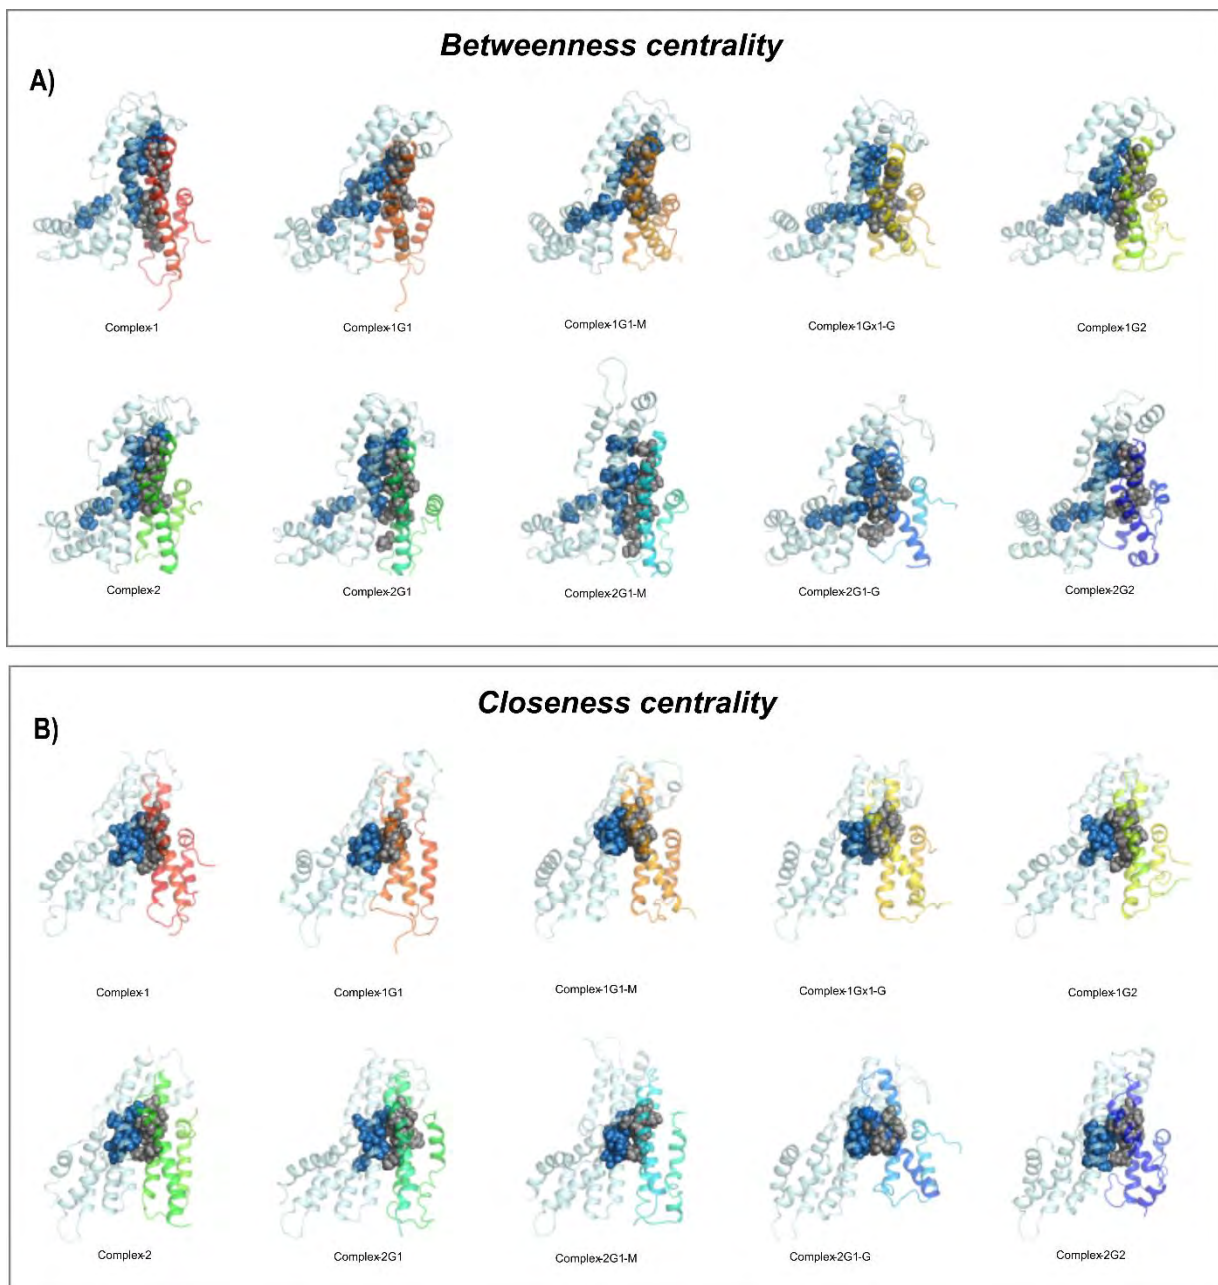 Betweenness centrality
A)
Complex-1
Complex-1G1
Complex-1G1-M
Complex-1Gx1-G
Complex-1G2
Complex-2
Complex-2G1
Complex-2G1-M
Complex-2G1-G
Complex-2G2
Closeness centrality
B)
Complex-1
Complex-1G1
Complex-1G1-M
Complex-1Gx1-G
Complex-1G2
Complex-2
Complex-2G1
Complex-2G1-M
Complex-2G1-G
Complex-2G2